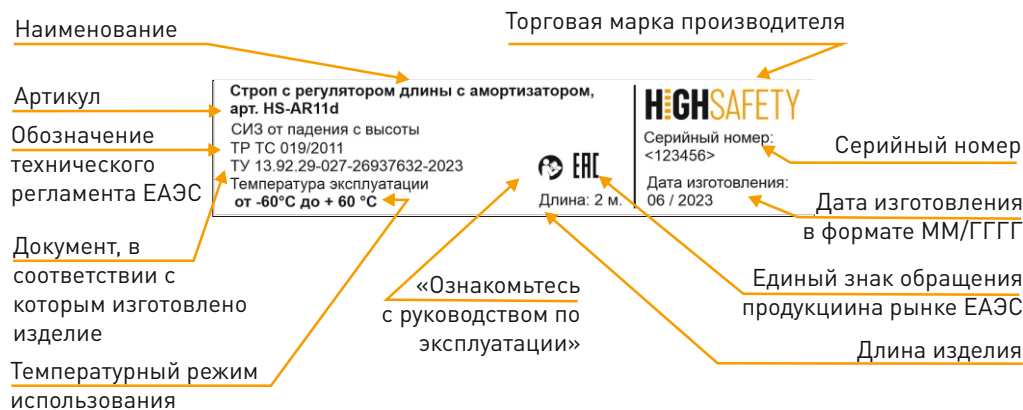 Наименование
Торговая марка производителя
Артикул
Обозначение
технического
регламента ЕАЭС
Документ, в
соответствии с
которым изготовлено
изделие
Температурный режим
использования
Строп с регулятором длины с амортизатором,
арт. HS-AR11d
СИЗ от падения с высоты
ТР ТС 019/2011
ТУ 13.92.29-027-26937632-2023
Температура эксплуатации
от -60°C до + 60 °C
EAC
Длина: 2 м.
HIGHSAFETY
Серийный номер:
<123456>
Дата изготовления:
06 / 2023
«Ознакомьтесь
с руководством по
эксплуатации»
Серийный номер
Дата изготовления
в формате ММ/ГГГГ
Единый знак обращения
продукциина рынке ЕАЭС
Длина изделия